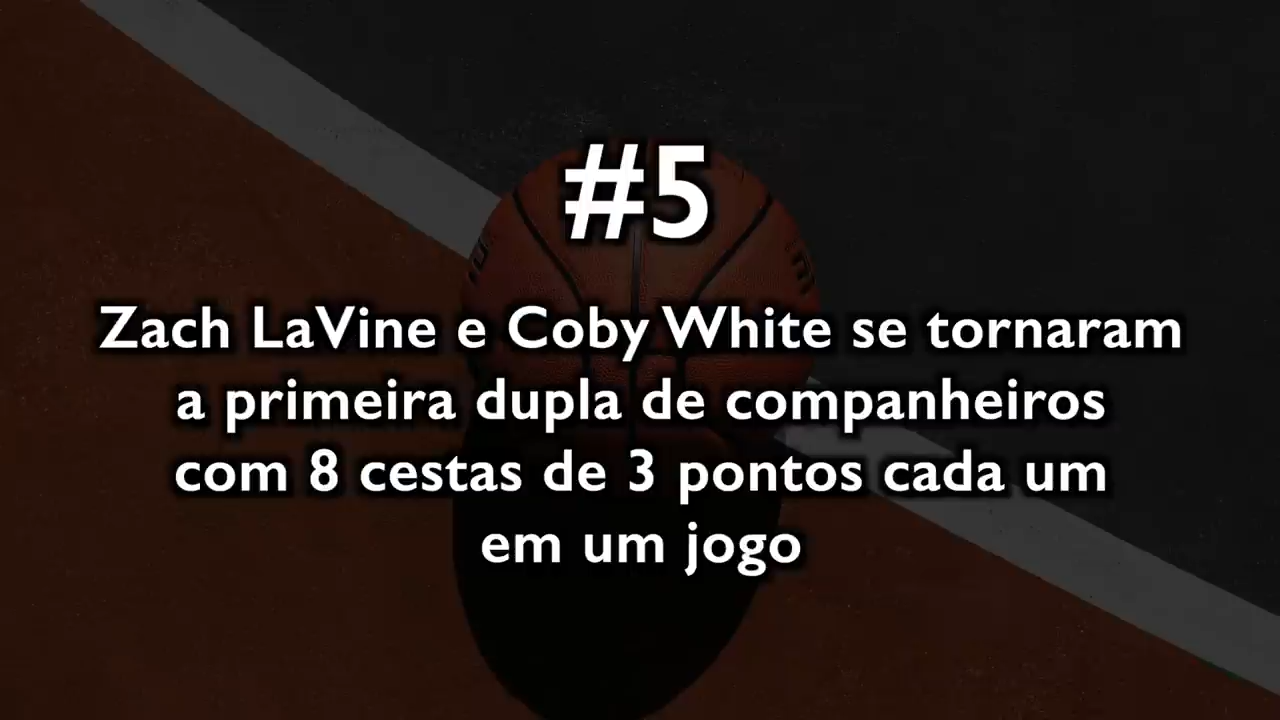 #5
Zach LaVine e Coby White se tornaram
a primeira dupla de companheiros
com 8 cestas de 3 pontos cada um
em um jogo